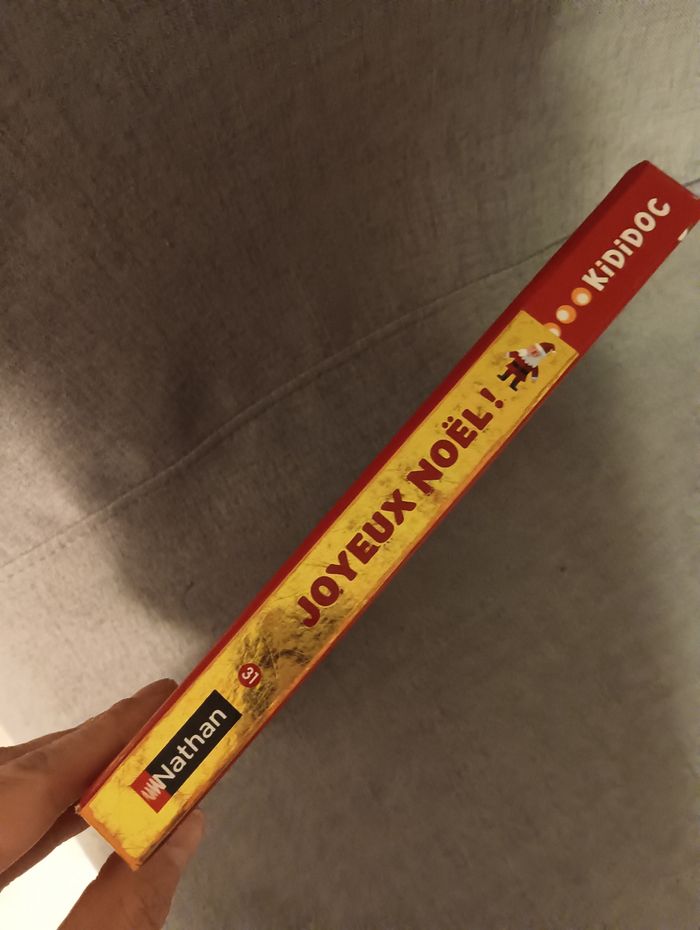 Nathan
31
JOYEUX NOËL !
KiDiDOC